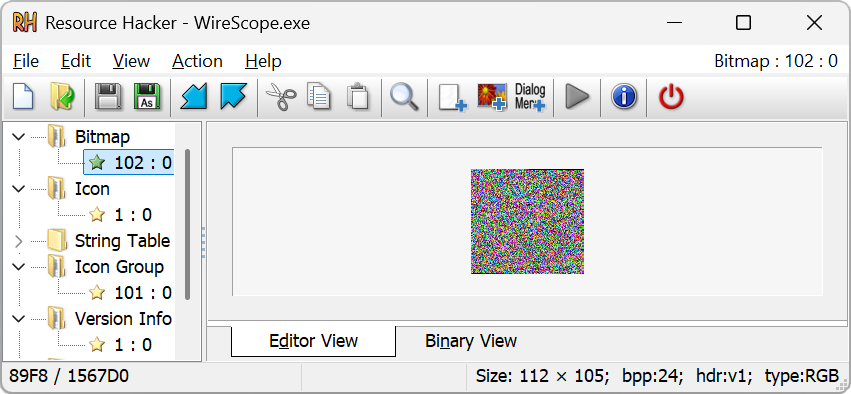 Resource Hacker - WireScope.exe
File Edit View Action Help Bitmap : 102 : 0
As Dialog Menu
Bitmap
102 : 0
Icon
1 : 0
String Table
Icon Group
101 : 0
Version Info
1 : 0
Editor View Binary View
89F8 / 1567D0 Size: 112 × 105; bpp:24; hdr:v1; type:RGB